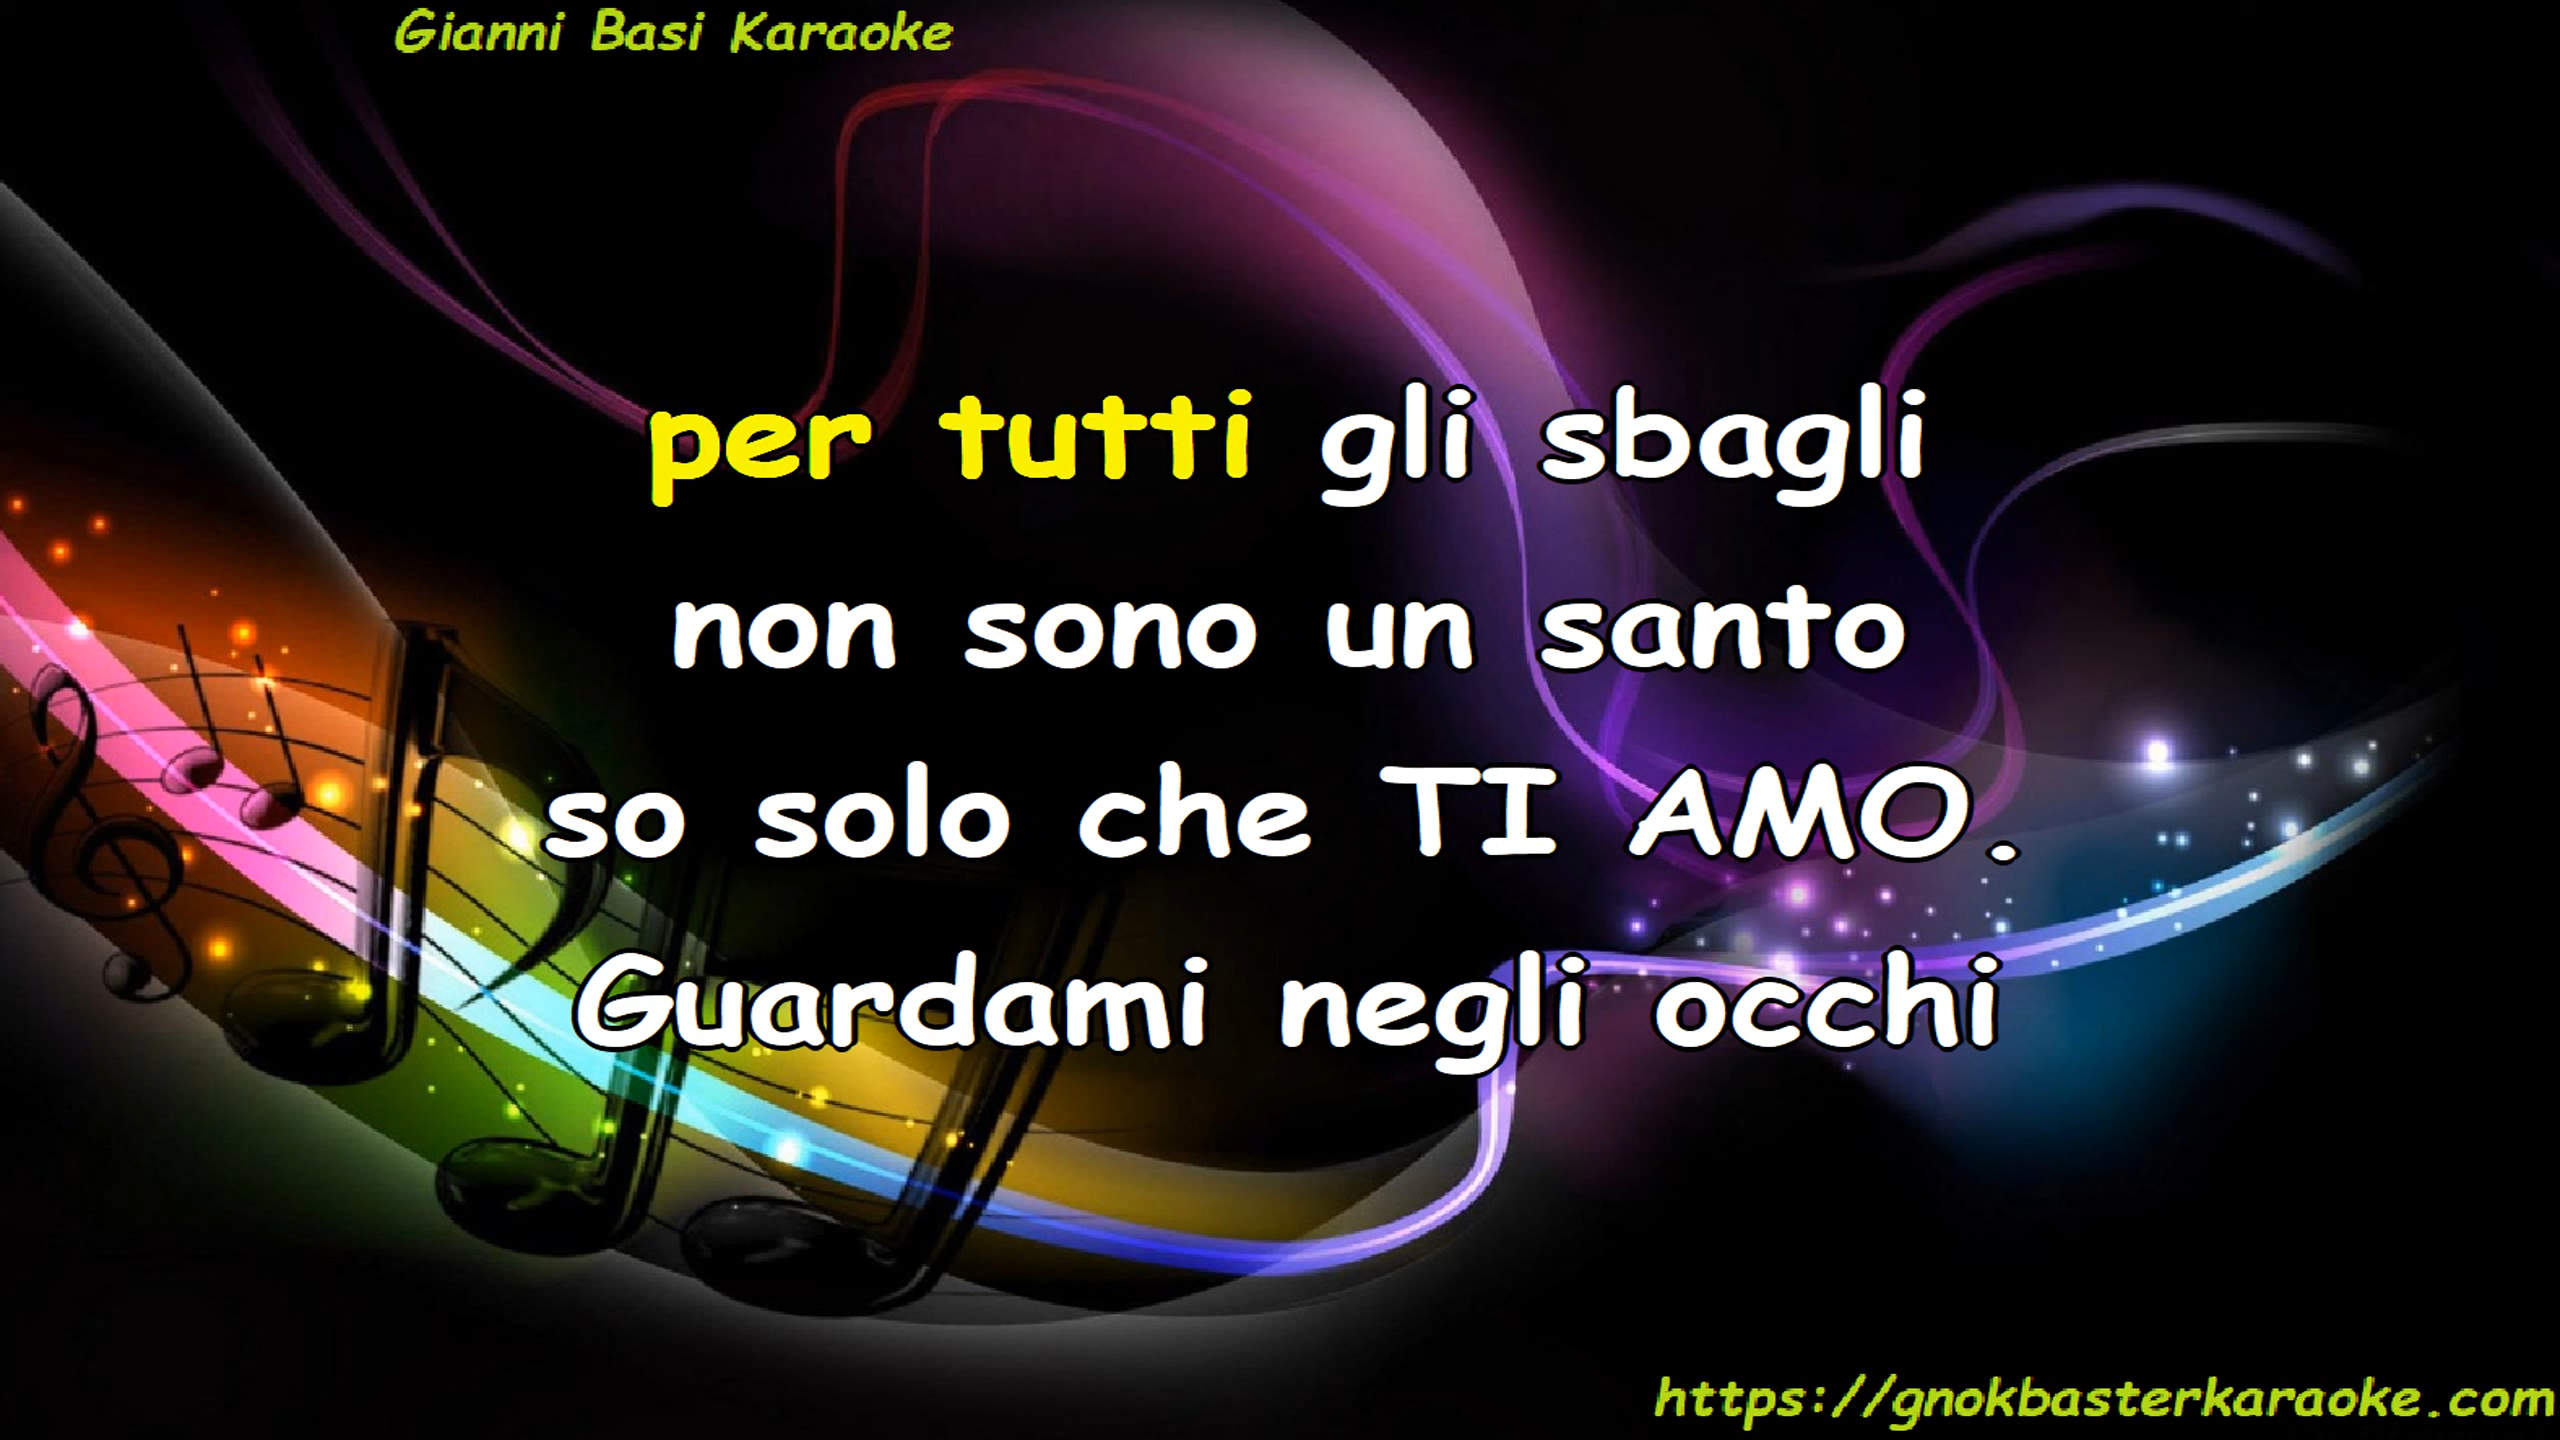 Gianni Basi Karaoke
per tutti gli sbagli
non sono un santo
so solo che TI AMO.
Guardami negli occhi
https://gnokbasterkaraoke.com